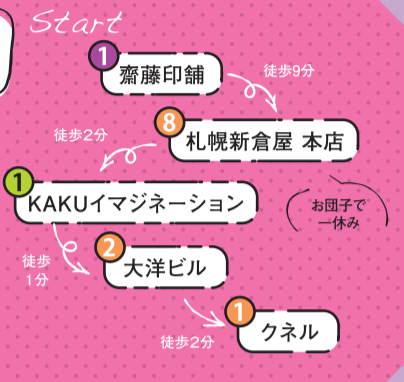 Start
1
齋藤印舗
徒歩9分
8
札幌新倉屋 本店
徒歩2分
お団子で
一休み
1
KAKUイマジネーション
徒歩
1分
2
大洋ビル
徒歩2分
1
クネル